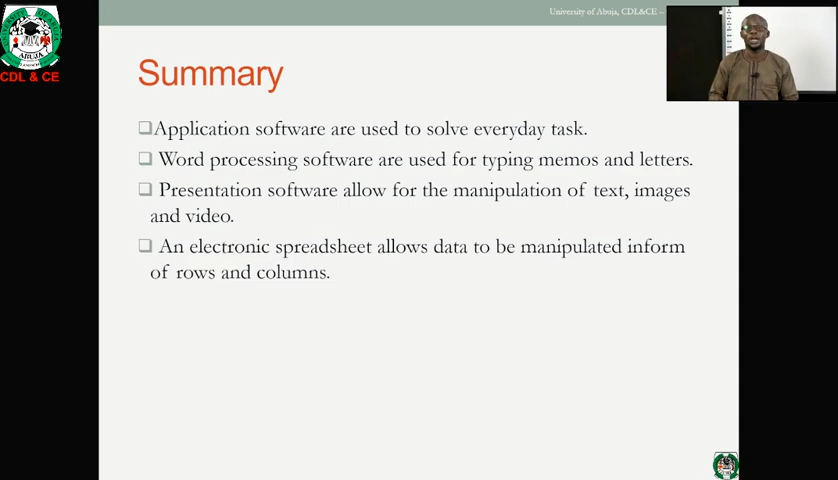 University of Abuja, CDL&CE –
ABUJA
CDL & CE
Summary
Application software are used to solve everyday task.
Word processing software are used for typing memos and letters.
Presentation software allow for the manipulation of text, images
and video.
An electronic spreadsheet allows data to be manipulated inform
of rows and columns.